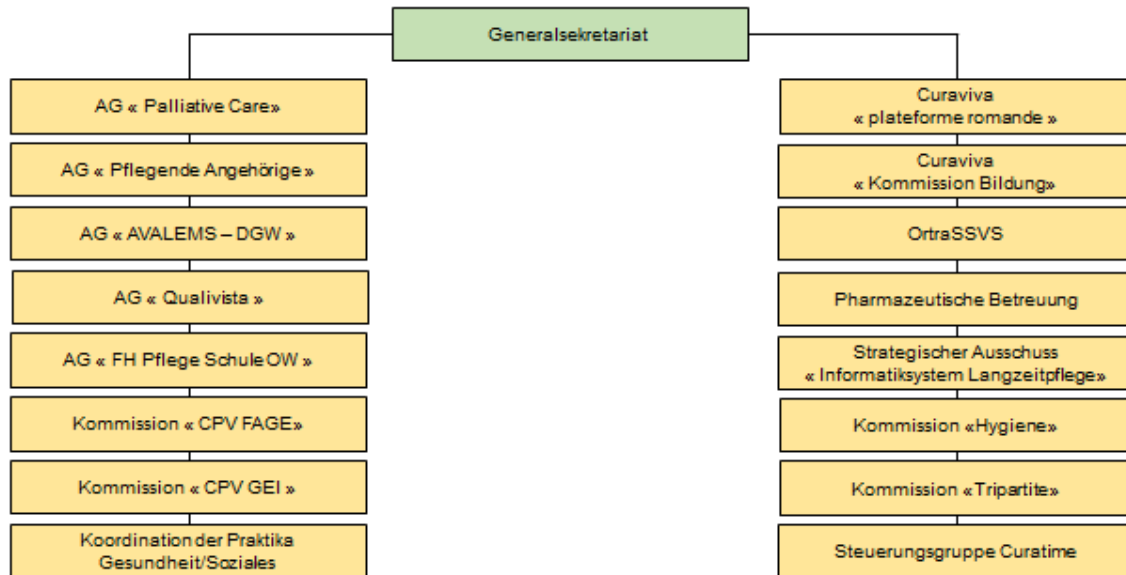 Generalsekretariat
AG « Palliative Care»
AG « Pflegende Angehörige »
AG « AVALEMS – DGW »
AG « Qualivista »
AG « FH Pflege Schule OW »
Kommission « CPV FAGE»
Kommission « CPV GEI »
Koordination der Praktika
Gesundheit/Soziales
Curaviva
« plateforme romande »
Curaviva
« Kommission Bildung»
OrtraSSVS
Pharmazeutische Betreuung
Strategischer Ausschuss
« Informatiksystem Langzeitpflege»
Kommission «Hygiene»
Kommission «Tripartite»
Steuerungsgruppe Curatime